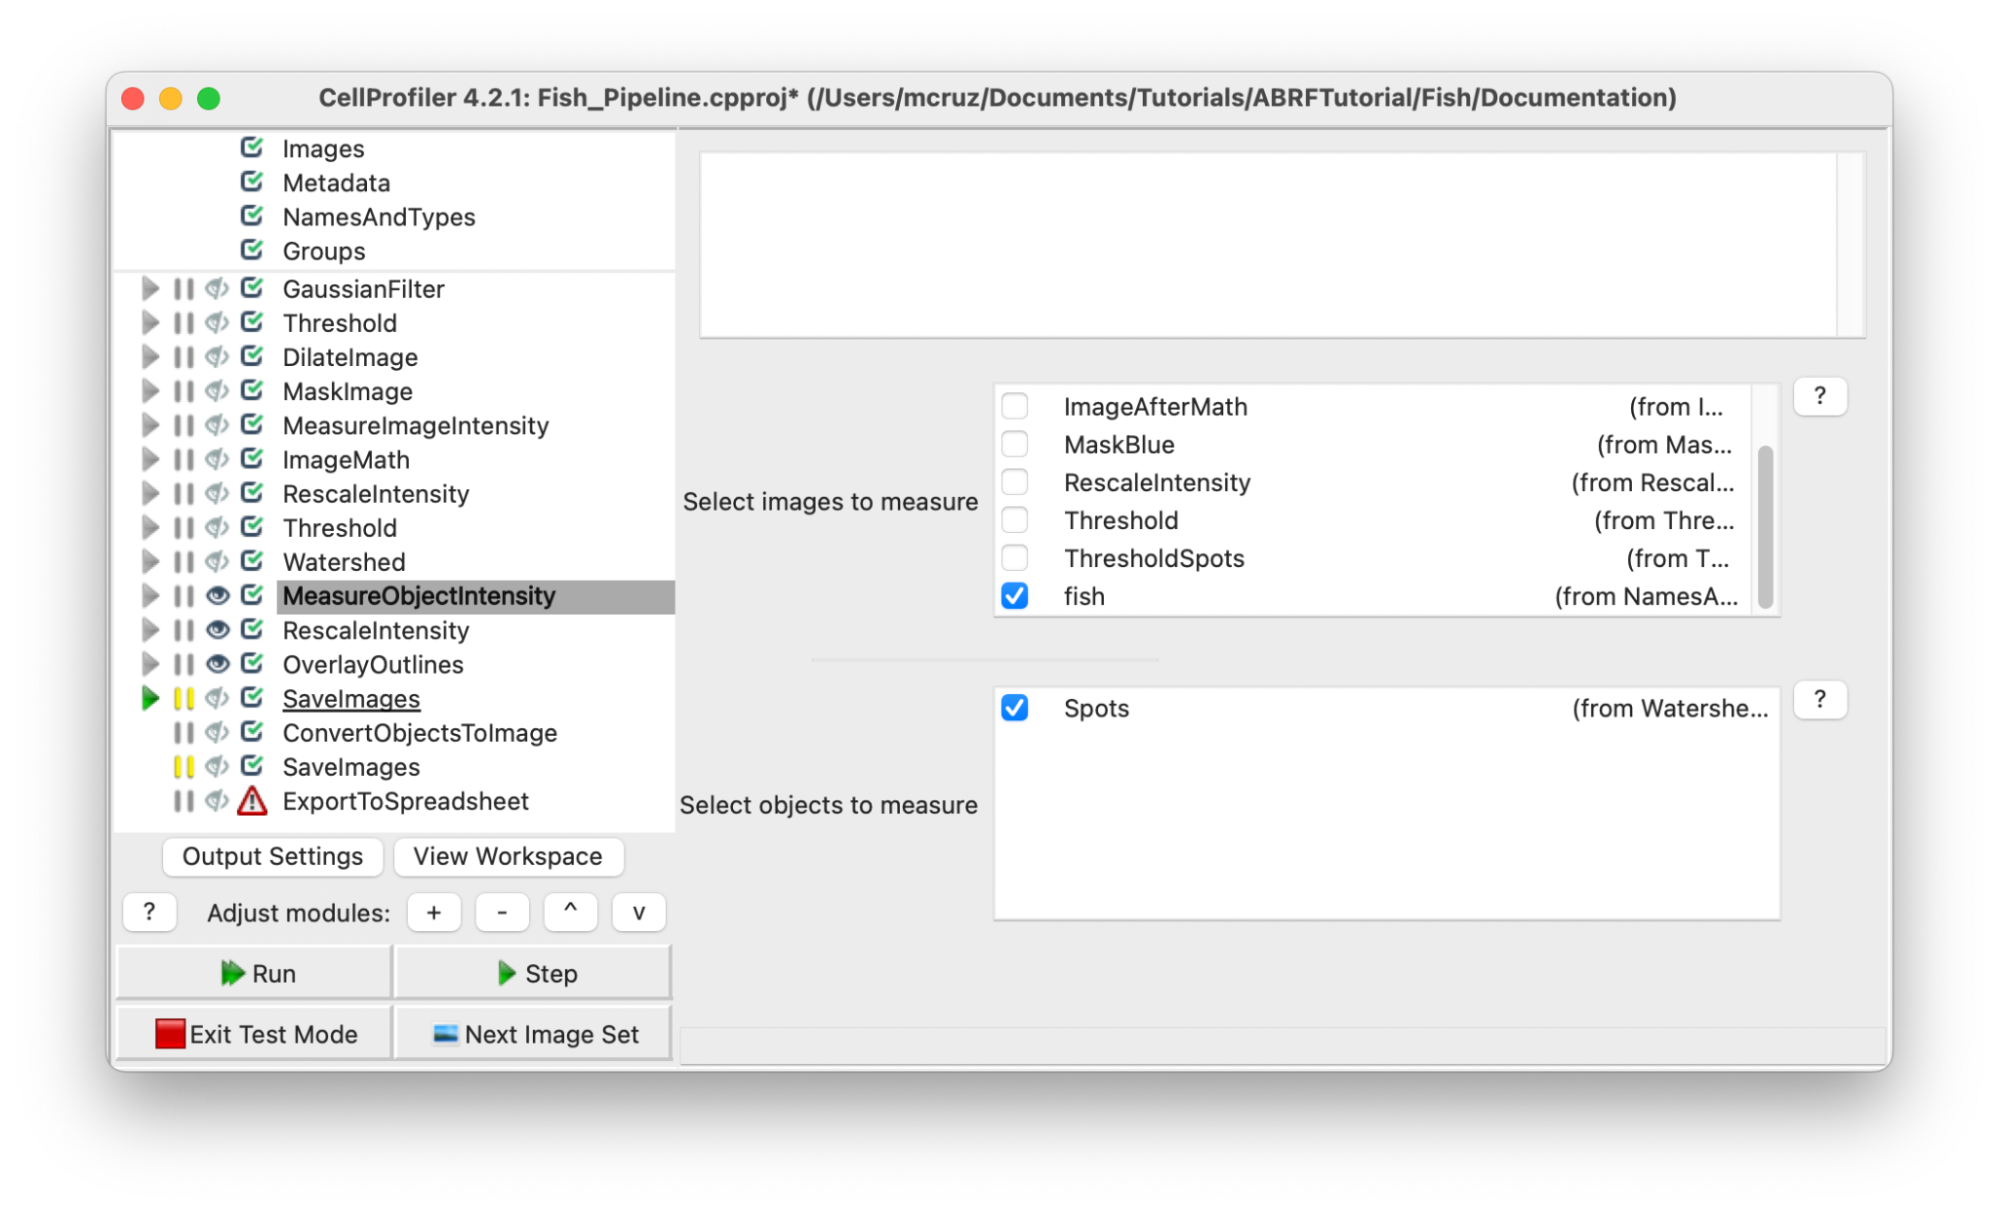 CellProfiler 4.2.1: Fish_Pipeline.cpproj* (/Users/mcruz/Documents/Tutorials/ABRFTutorial/Fish/Documentation)
Images
Metadata
NamesAndTypes
Groups
GaussianFilter
Threshold
DilateImage
MaskImage
MeasureImageIntensity
ImageMath
RescaleIntensity
Threshold
Watershed
MeasureObjectIntensity
RescaleIntensity
OverlayOutlines
SaveImages
ConvertObjectsToImage
SaveImages
ExportToSpreadsheet
Output Settings View Workspace
? Adjust modules: + - ^ v
Run Step
Exit Test Mode Next Image Set
Select images to measure
ImageAfterMath (from I...
MaskBlue (from Mas...
RescaleIntensity (from Rescal...
Threshold (from Thre...
ThresholdSpots (from T...
fish (from NamesA...
?
Select objects to measure
Spots (from Watershe...
?